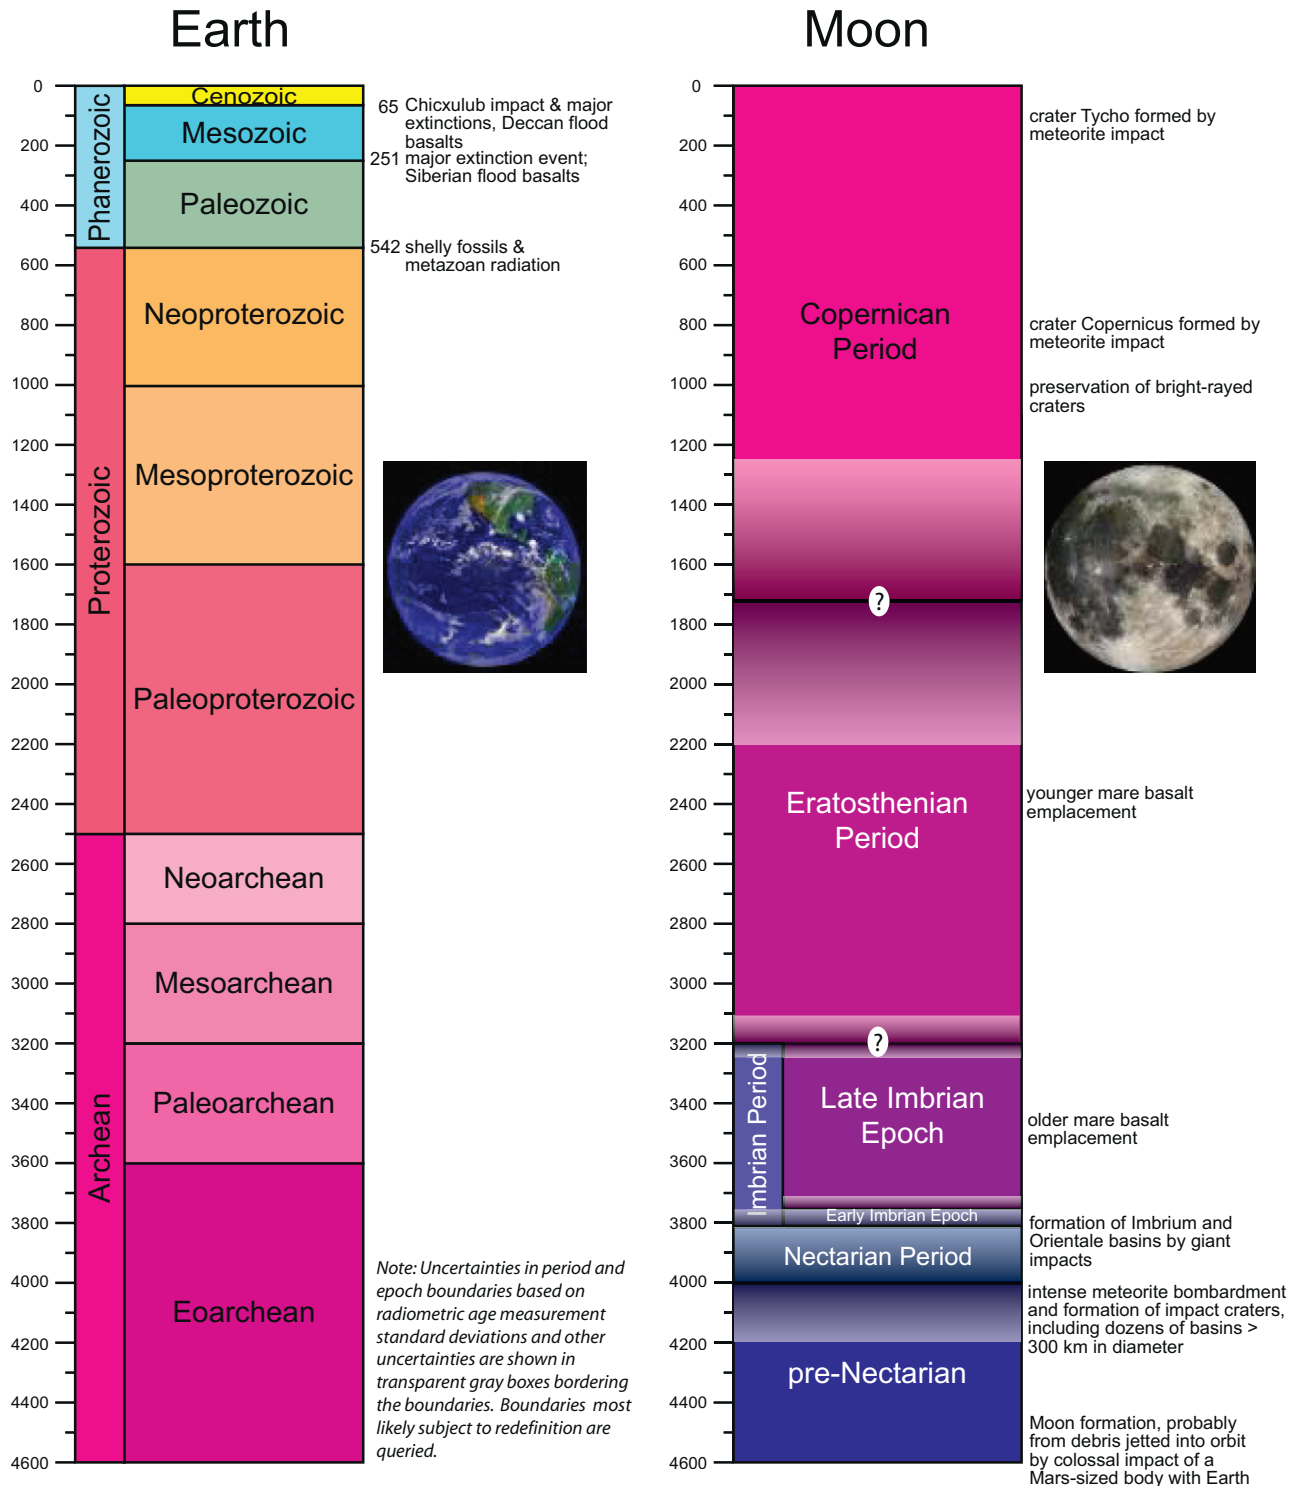 Earth
0
200
400
600
800
1000
1200
1400
1600
1800
2000
2200
2400
2600
2800
3000
3200
3400
3600
3800
4000
4200
4400
4600
Phanerozoic
Proterozoic
Archean
Cenozoic
Mesozoic
Paleozoic
Neoproterozoic
Mesoproterozoic
Paleoproterozoic
Neoarchean
Mesoarchean
Paleoarchean
Eoarchean
65 Chicxulub impact & major
extinctions, Deccan flood
basalts
251 major extinction event;
Siberian flood basalts
542 shelly fossils &
metazoan radiation
Note: Uncertainties in period and
epoch boundaries based on
radiometric age measurement
standard deviations and other
uncertainties are shown in
transparent gray boxes bordering
the boundaries. Boundaries most
likely subject to redefinition are
queried.
Moon
0
200
400
600
800
1000
1200
1400
1600
1800
2000
2200
2400
2600
2800
3000
3200
3400
3600
3800
4000
4200
4400
4600
Copernican
Period
?
Eratosthenian
Period
?
Imbrian Period
Late Imbrian
Epoch
Early Imbrian Epoch
Nectarian Period
pre-Nectarian
crater Tycho formed by
meteorite impact
crater Copernicus formed by
meteorite impact
preservation of bright-rayed
craters
younger mare basalt
emplacement
older mare basalt
emplacement
formation of Imbrium and
Orientale basins by giant
impacts
intense meteorite bombardment
and formation of impact craters,
including dozens of basins >
300 km in diameter
Moon formation, probably
from debris jetted into orbit
by colossal impact of a
Mars-sized body with Earth